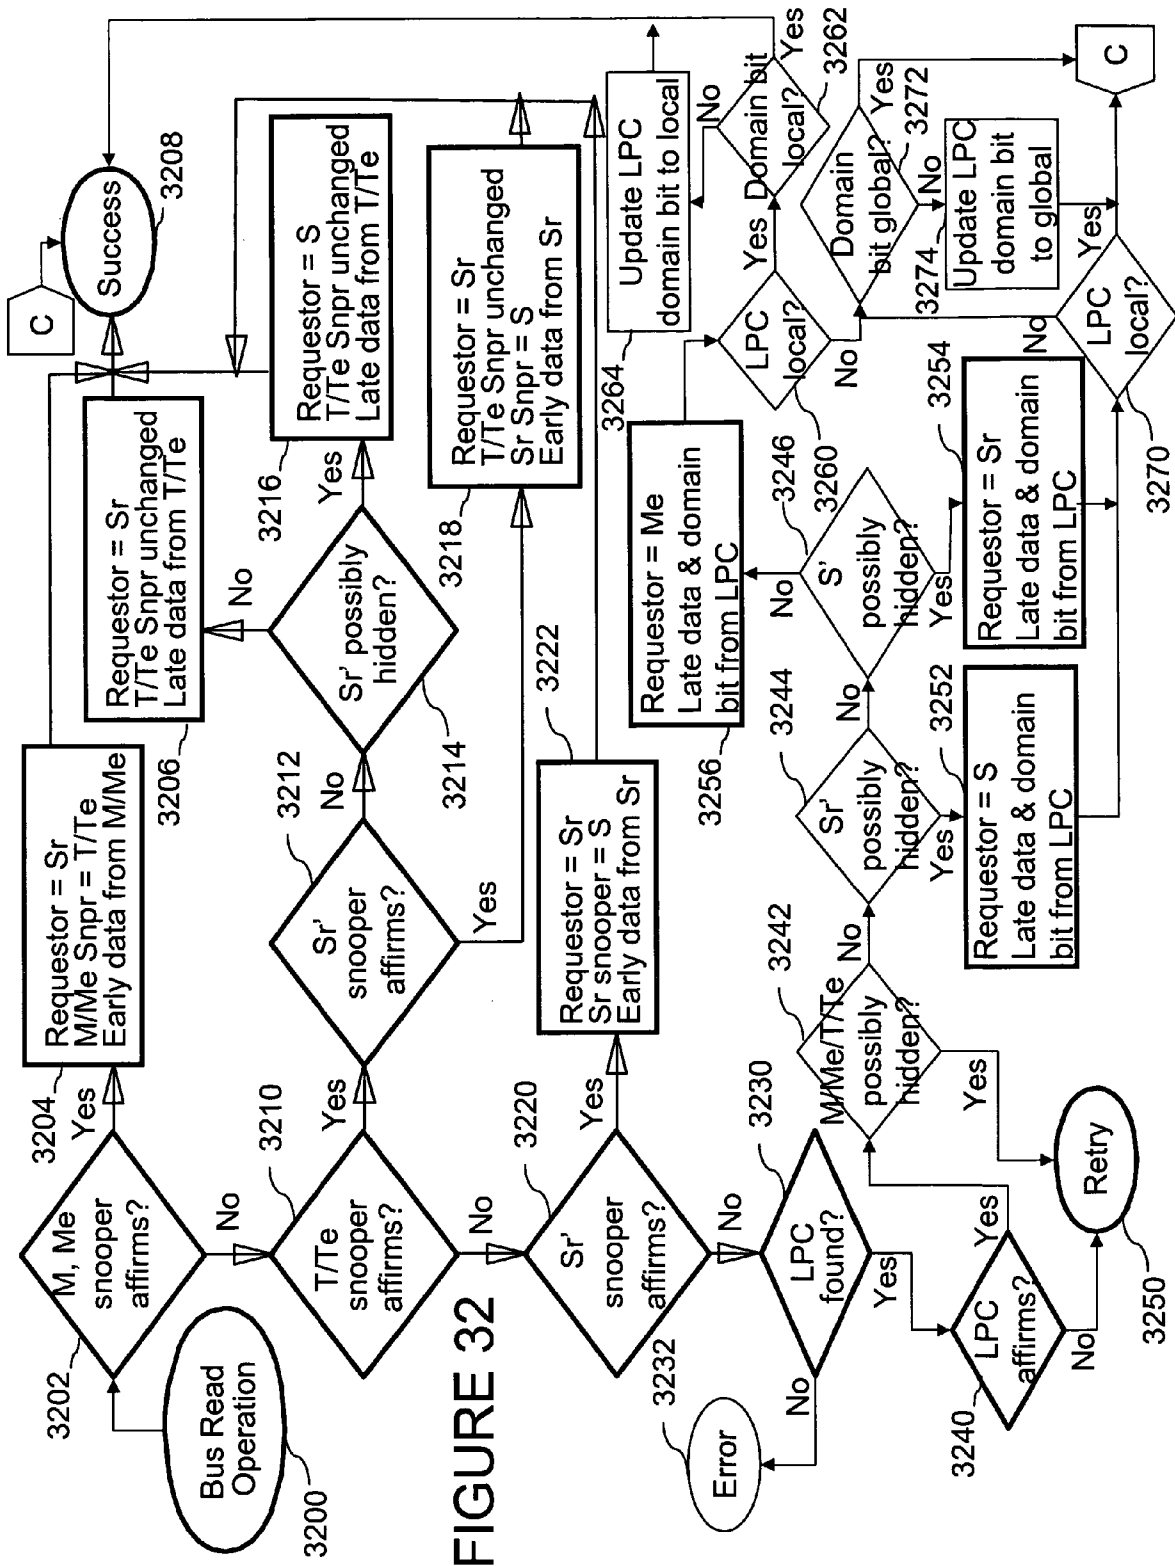 Bus Read
Operation
3200
M, Me
snooper
affirms?
3202
Yes
No
Requestor = Sr
M/Me Snpr = T/Te
Early data from M/Me
3204
Requestor = Sr
T/Te Snpr unchanged
Late data from T/Te
3206
C
Success
3208
T/Te
snooper
affirms?
3210
Yes
No
Sr'
snooper
affirms?
3212
No
Yes
Sr' possibly
hidden?
3214
No
Yes
Requestor = S
T/Te Snpr unchanged
Late data from T/Te
3216
Requestor = Sr
T/Te Snpr unchanged
Sr Snpr = S
Early data from Sr
3218
Sr'
snooper
affirms?
3220
Yes
No
Requestor = Sr
Sr snooper = S
Early data from Sr
3222
FIGURE 32
LPC
found?
3230
No
Yes
Error
3232
LPC
affirms?
3240
Yes
No
Retry
3250
M/Me/T/Te
possibly
hidden?
3242
No
Yes
Sr'
possibly
hidden?
3244
No
Yes
S'
possibly
hidden?
3246
No
Yes
Requestor = S
Late data & domain
bit from LPC
3252
Requestor = Sr
Late data & domain
bit from LPC
3254
Requestor = Me
Late data & domain
bit from LPC
3256
LPC
local?
3260
Yes
No
Domain bit
local?
3262
No
Yes
Update LPC
domain bit to local
3264
LPC
local?
3270
No
Yes
Domain
bit global?
3272
Yes
No
Update LPC
domain bit
to global
3274
C